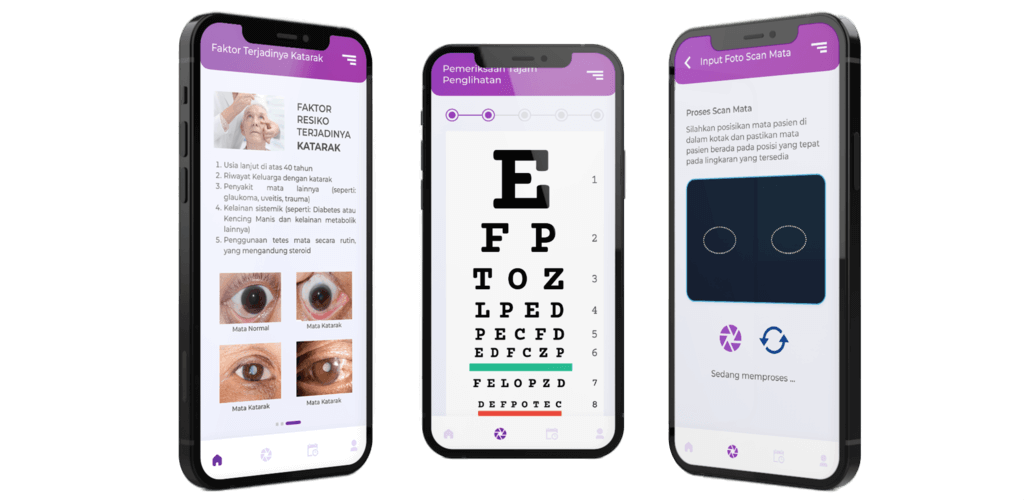 Faktor Terjadinya Katarak
FAKTOR
RESIKO
TERJADINYA
KATARAK
1. Usia lanjut di atas 40 tahun
2. Riwayat Keluarga dengan katarak
3. Penyakit mata lainnya (seperti:
glaukoma, uveitis, trauma)
4. Kelainan sistemik (seperti: Diabetes atau
Kencing Manis dan kelainan metabolik
lainnya)
5. Penggunaan tetes mata secara rutin,
yang mengandung steroid
Mata Normal
Mata Katarak
Mata Katarak
Mata Katarak
Pemeriksaan Tajam
Penglihatan
E 1
F P 2
T O Z 3
L P E D 4
P E C F D 5
E D F C Z P 6
F E L O P Z D 7
D E F P O T E C 8
Input Foto Scan Mata
Proses Scan Mata
Silahkan posisikan mata pasien di
dalam kotak dan pastikan mata
pasien berada pada posisi yang tepat
pada lingkaran yang tersedia
Sedang memproses ...